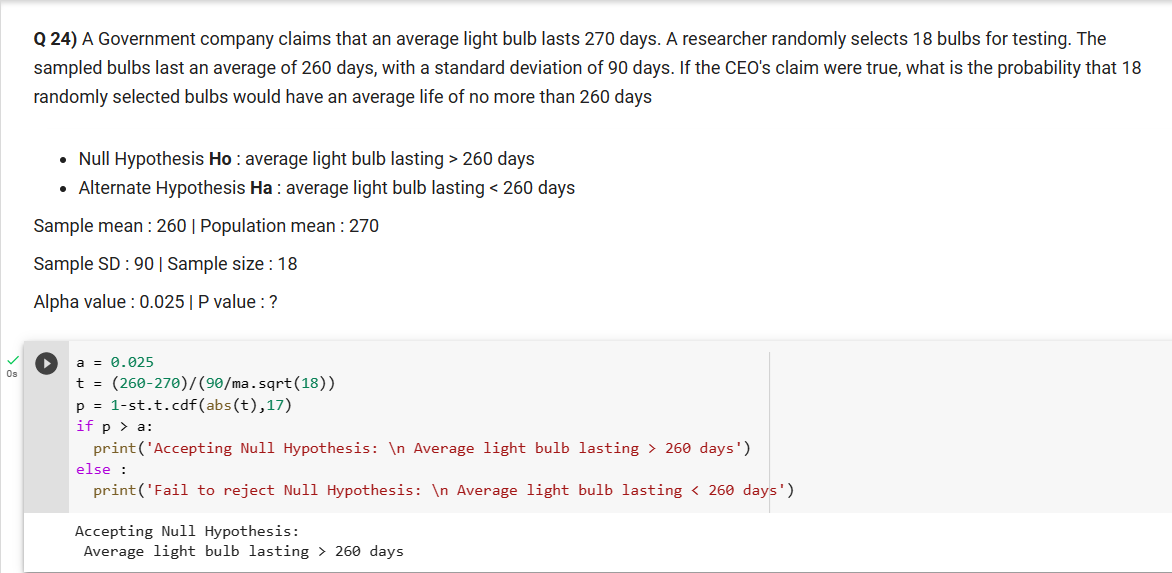 Q 24) A Government company claims that an average light bulb lasts 270 days. A researcher randomly selects 18 bulbs for testing. The
sampled bulbs last an average of 260 days, with a standard deviation of 90 days. If the CEO's claim were true, what is the probability that 18
randomly selected bulbs would have an average life of no more than 260 days
• Null Hypothesis Ho : average light bulb lasting > 260 days
• Alternate Hypothesis Ha : average light bulb lasting < 260 days
Sample mean : 260 | Population mean : 270
Sample SD : 90 | Sample size : 18
Alpha value : 0.025 | P value : ?
0s
a = 0.025
t = (260-270)/(90/ma.sqrt(18))
p = 1-st.t.cdf(abs(t),17)
if p > a:
  print('Accepting Null Hypothesis: \n Average light bulb lasting > 260 days')
else :
  print('Fail to reject Null Hypothesis: \n Average light bulb lasting < 260 days')
Accepting Null Hypothesis:
 Average light bulb lasting > 260 days